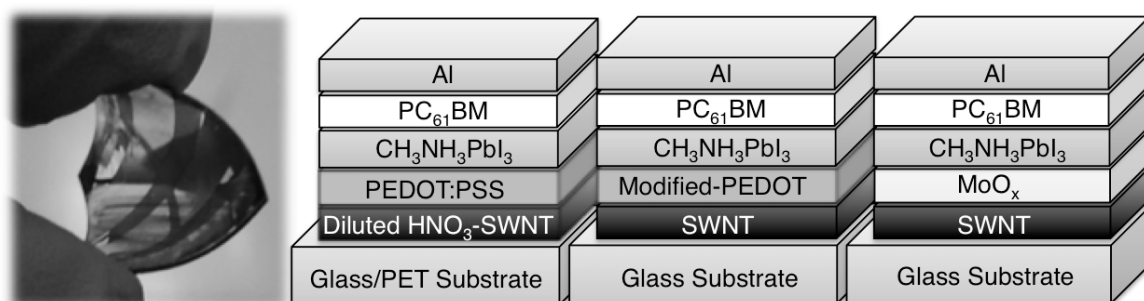 Al
PC₆₁BM
CH₃NH₃PbI₃
PEDOT:PSS
Diluted HNO₃-SWNT
Glass/PET Substrate
Al
PC₆₁BM
CH₃NH₃PbI₃
Modified-PEDOT
SWNT
Glass Substrate
Al
PC₆₁BM
CH₃NH₃PbI₃
MoOₓ
SWNT
Glass Substrate